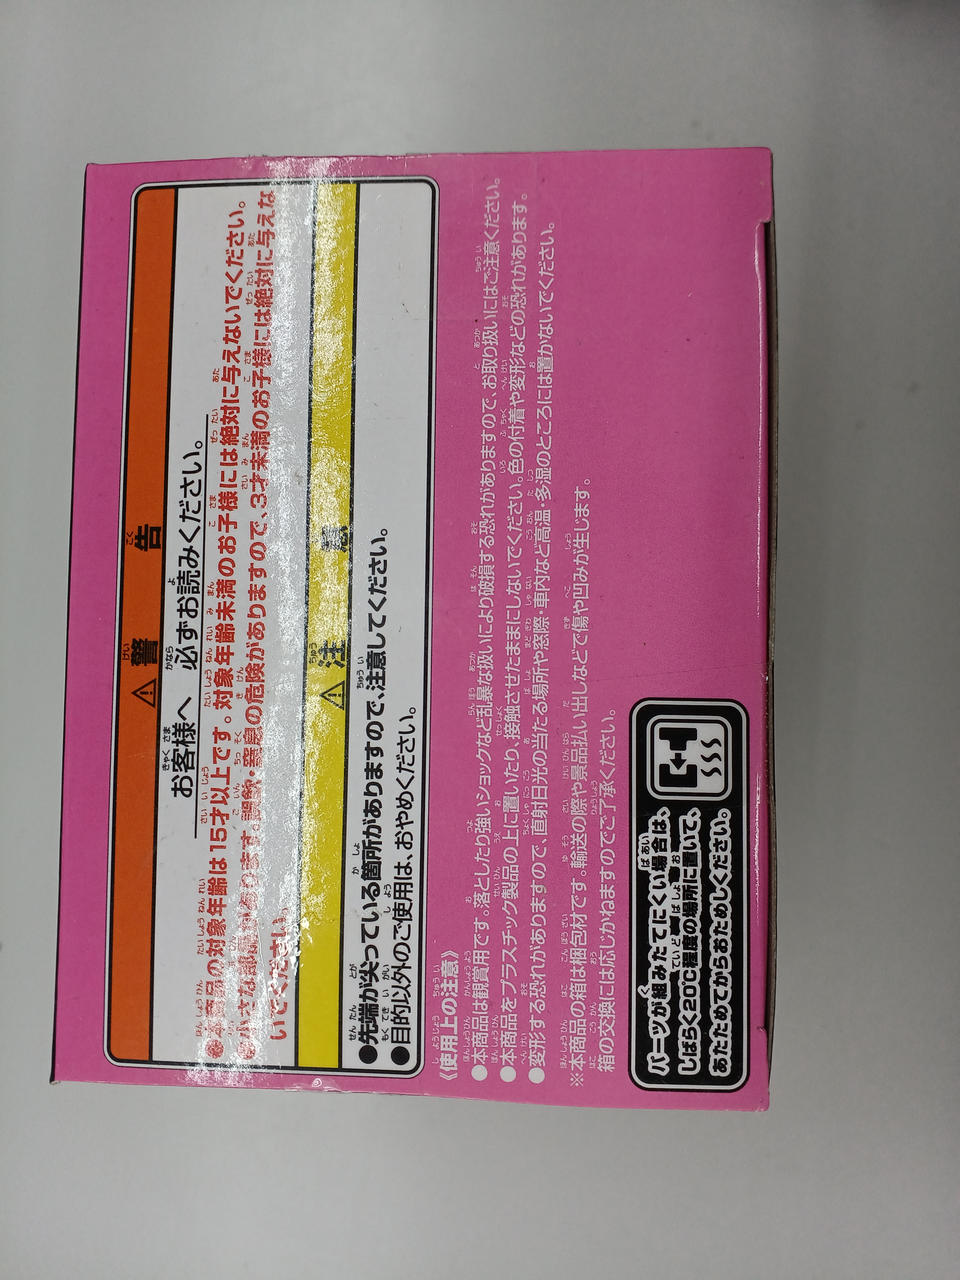 ⚠警告
お客様へ 必ずお読みください。
●本商品の対象年齢は15才以上です。対象年齢未満のお子様には絶対に与えないでください。
●小さな部品があります。誤飲・窒息の危険がありますので、3才未満のお子様には絶対に与えな
いでください。
⚠注意
●先端が尖っている箇所がありますので、注意してください。
●目的以外のご使用は、おやめください。
《使用上の注意》
●本商品は観賞用です。落としたり強いショックなど乱暴な扱いにより破損する恐れがありますので、お取り扱いにはご注意ください。
●本商品をプラスチック製品の上に置いたり、接触させたままにしないでください。色の付着や変形などの恐れがあります。
●変形する恐れがありますので、直射日光の当たる場所や窓際・車内など高温・多湿のところには置かないでください。
※本商品の箱は梱包材です。輸送の際や景品払い出しなどで傷や凹みが生じます。
箱の交換には応じかねますのでご了承ください。
パーツが組みたてにくい場合は、
しばらく20℃程度の場所に置いて、
あたためてからおためしください。